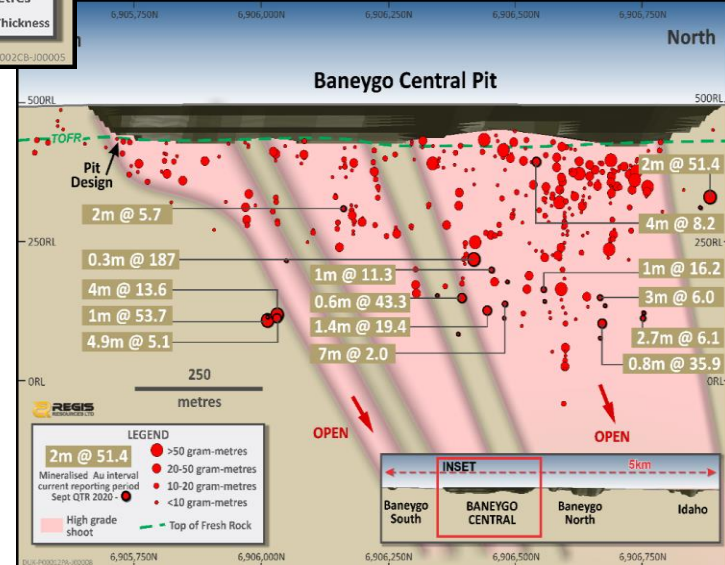 etres
Thickness
002CB-J00005
6,905,750N 6,906,000N 6,906,250N 6,906,500N 6,906,750N
North
Baneygo Central Pit
500RL
500RL
TOFR
Pit
Design
2m @ 51.4
2m @ 5.7
4m @ 8.2
250RL
250RL
0.3m @ 187
1m @ 11.3
1m @ 16.2
4m @ 13.6
0.6m @ 43.3
3m @ 6.0
1m @ 53.7
1.4m @ 19.4
4.9m @ 5.1
7m @ 2.0
2.7m @ 6.1
0.8m @ 35.9
0RL
0RL
250
metres
REGIS
RESOURCES LTD
OPEN
OPEN
LEGEND
2m @ 51.4
Mineralised Au interval
current reporting period
Sept QTR 2020 -
>50 gram-metres
20-50 gram-metres
10-20 gram-metres
<10 gram-metres
High grade
shoot
Top of Fresh Rock
INSET
5km
Baneygo
South
BANEYGO
CENTRAL
Baneygo
North
Idaho
6,905,750N 6,906,000N 6,906,250N 6,906,500N 6,906,750N